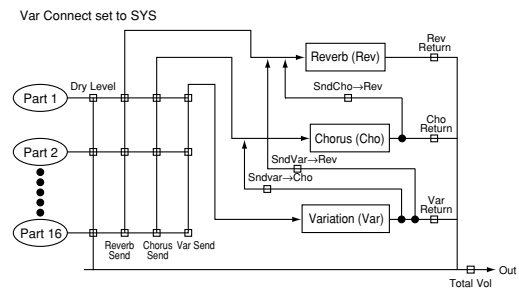 Var Connect set to SYS
Rev
Return
Reverb (Rev)
Dry Level
SndCho→Rev
Part 1
Cho
Return
Chorus (Cho)
Part 2
SndVar→Rev
Sndvar→Cho
Var
Return
Variation (Var)
Part 16
Reverb
Send
Chorus
Send
Var Send
Out
Total Vol